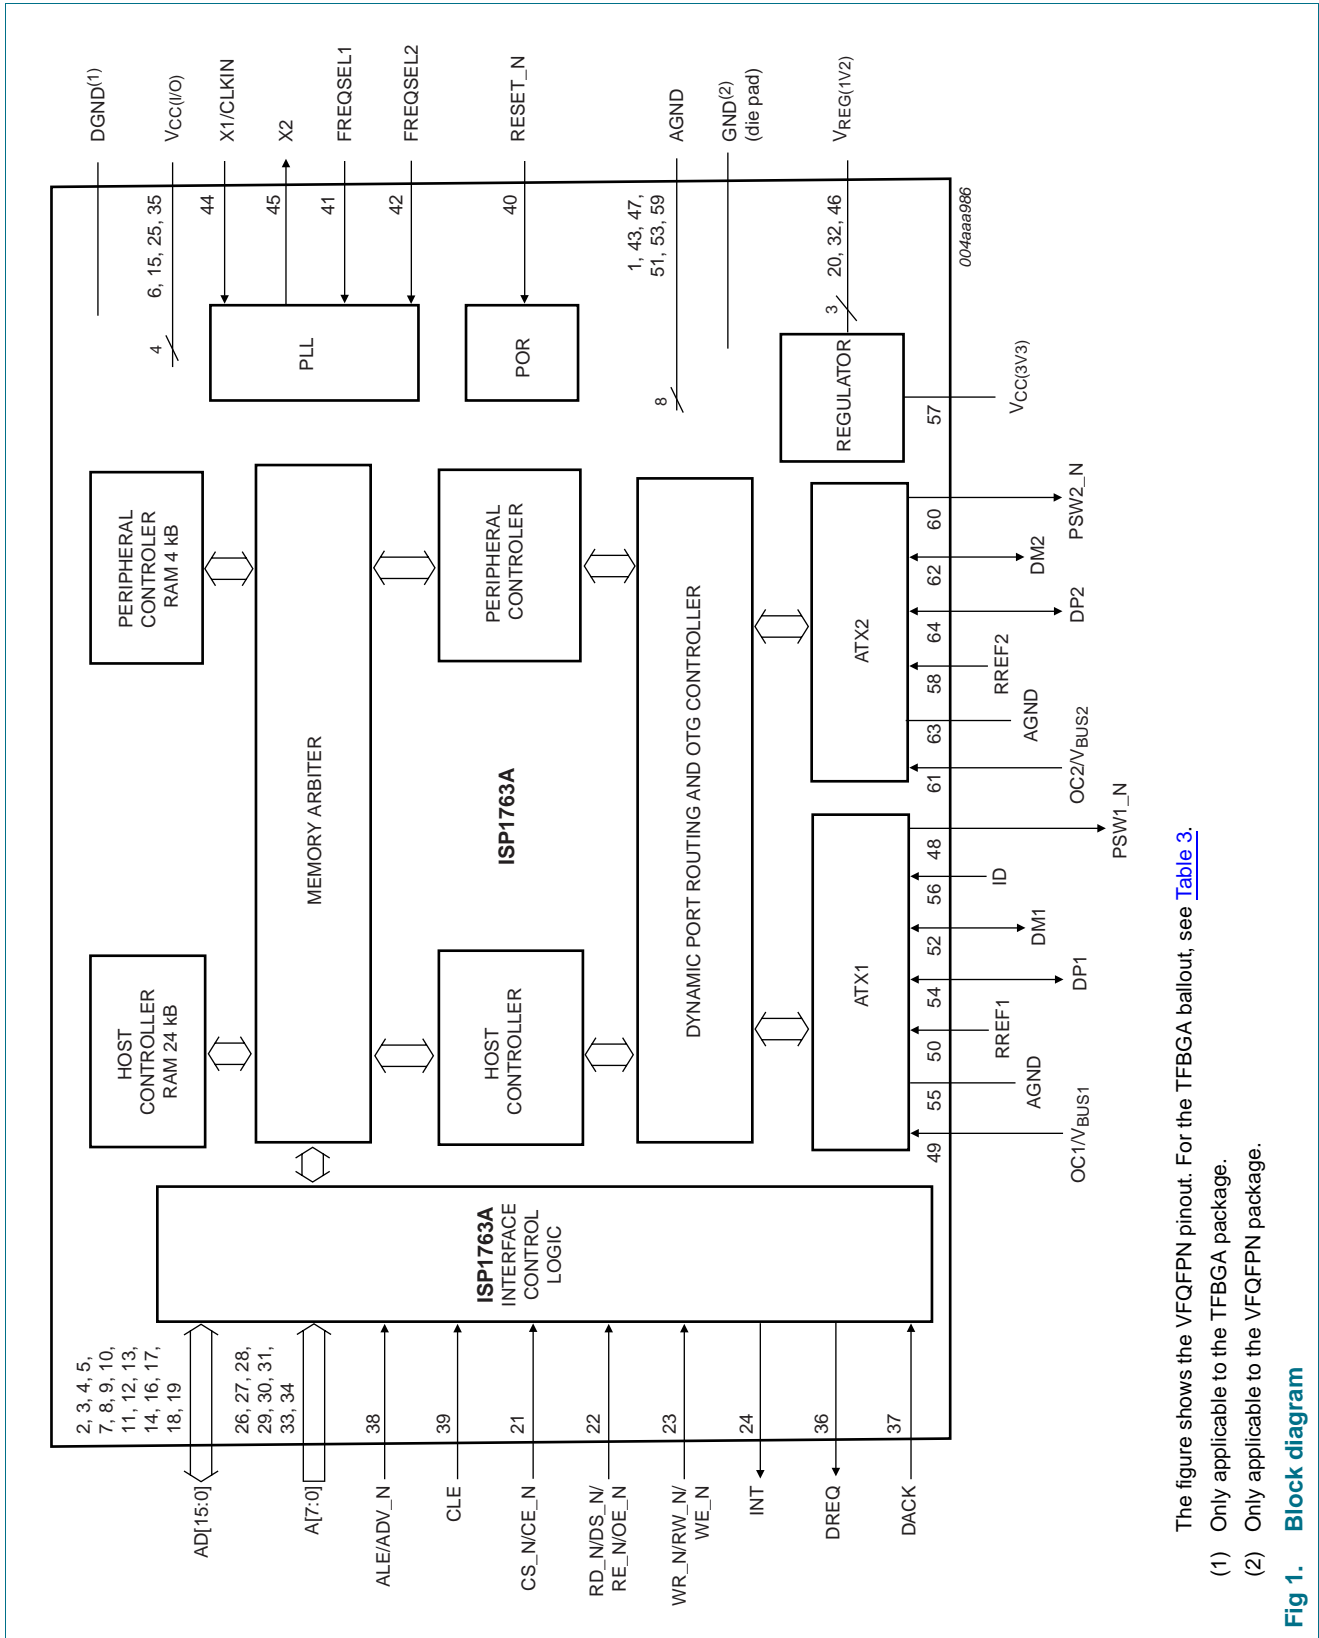 DGND(1)
VCC(I/O)
X1/CLKIN
X2
FREQSEL1
FREQSEL2
RESET_N
AGND
GND(2)
(die pad)
VREG(1V2)
6, 15, 25, 35
44
45
41
42
40
1, 43, 47,
51, 53, 59
20, 32, 46
4
8
3
PLL
POR
REGULATOR
57
VCC(3V3)
004aaa986
PERIPHERAL
CONTROLER
RAM 4 kB
MEMORY ARBITER
PERIPHERAL
CONTROLER
ISP1763A
DYNAMIC PORT ROUTING AND OTG CONTROLLER
HOST
CONTROLLER
RAM 24 kB
HOST
CONTROLLER
ATX2
60
62
64
58
63
61
PSW2_N
DM2
DP2
RREF2
AGND
OC2/VBUS2
ATX1
48
56
52
54
50
55
49
PSW1_N
ID
DM1
DP1
RREF1
AGND
OC1/VBUS1
ISP1763A
INTERFACE
CONTROL
LOGIC
2, 3, 4, 5,
7, 8, 9, 10,
11, 12, 13,
14, 16, 17,
18, 19
26, 27, 28,
29, 30, 31,
33, 34
38
39
21
22
23
24
36
37
AD[15:0]
A[7:0]
ALE/ADV_N
CLE
CS_N/CE_N
RD_N/DS_N/
RE_N/OE_N
WR_N/RW_N/
WE_N
INT
DREQ
DACK
The figure shows the VFQFPN pinout. For the TFBGA ballout, see Table 3.
(1) Only applicable to the TFBGA package.
(2) Only applicable to the VFQFPN package.
Fig 1. Block diagram